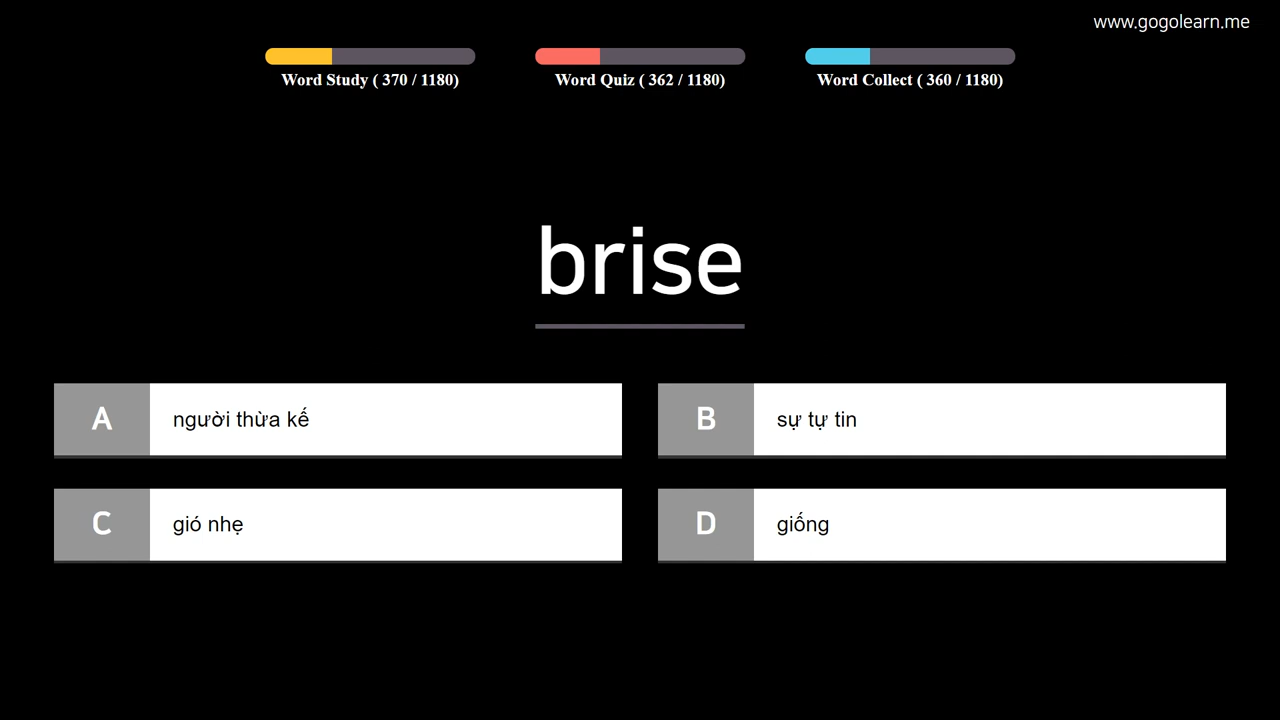 www.gogolearn.me
Word Study ( 370 / 1180)
Word Quiz ( 362 / 1180)
Word Collect ( 360 / 1180)
brise
A người thừa kế
B sự tự tin
C gió nhẹ
D giống